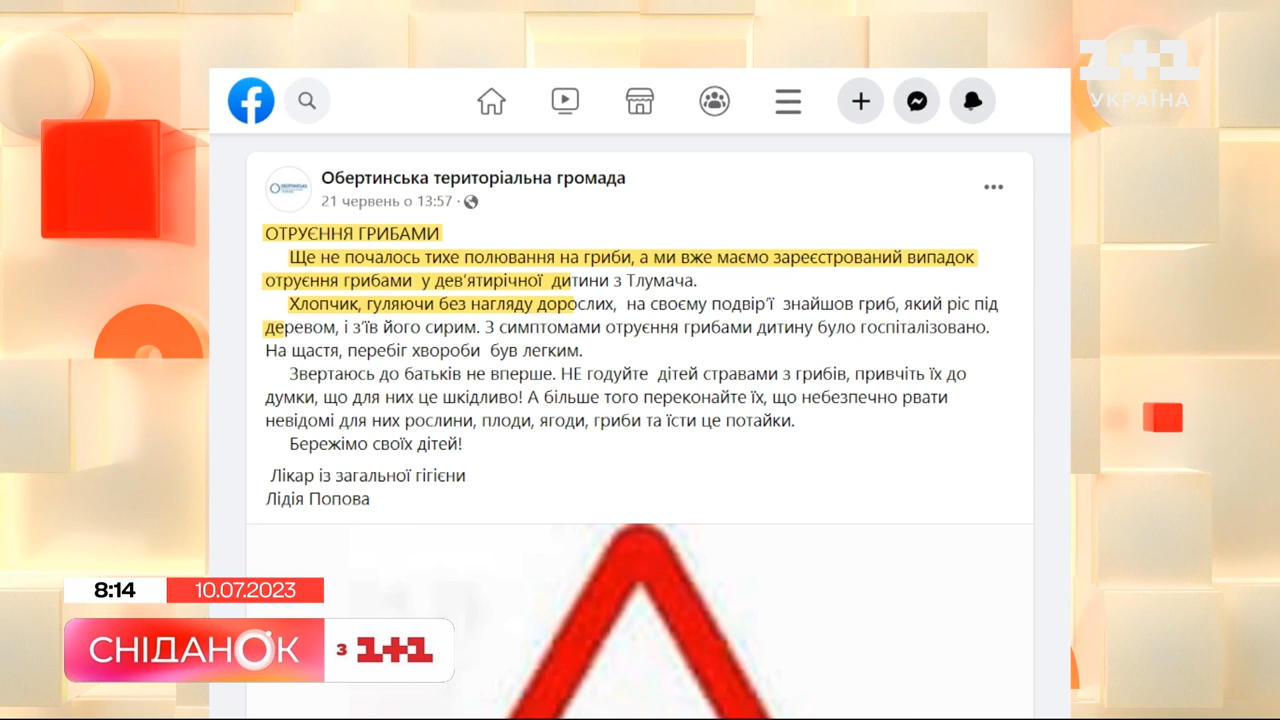 1+1
УКРАЇНА
Обертинська територіальна громада
21 червень о 13:57 ·
ОТРУЄННЯ ГРИБАМИ
Ще не почалось тихе полювання на гриби, а ми вже маємо зареєстрований випадок
отруєння грибами у дев‘ятирічної дитини з Тлумача.
Хлопчик, гуляючи без нагляду дорослих, на своєму подвір‘ї знайшов гриб, який ріс під
деревом, і з‘їв його сирим. З симптомами отруєння грибами дитину було госпіталізовано.
На щастя, перебіг хвороби був легким.
Звертаюсь до батьків не вперше. НЕ годуйте дітей стравами з грибів, привчіть їх до
думки, що для них це шкідливо! А більше того переконайте їх, що небезпечно рвати
невідомі для них рослини, плоди, ягоди, гриби та їсти це потайки.
Бережімо своїх дітей!
Лікар із загальної гігієни
Лідія Попова
8:14 10.07.2023
СНІДАНОК З 1+1